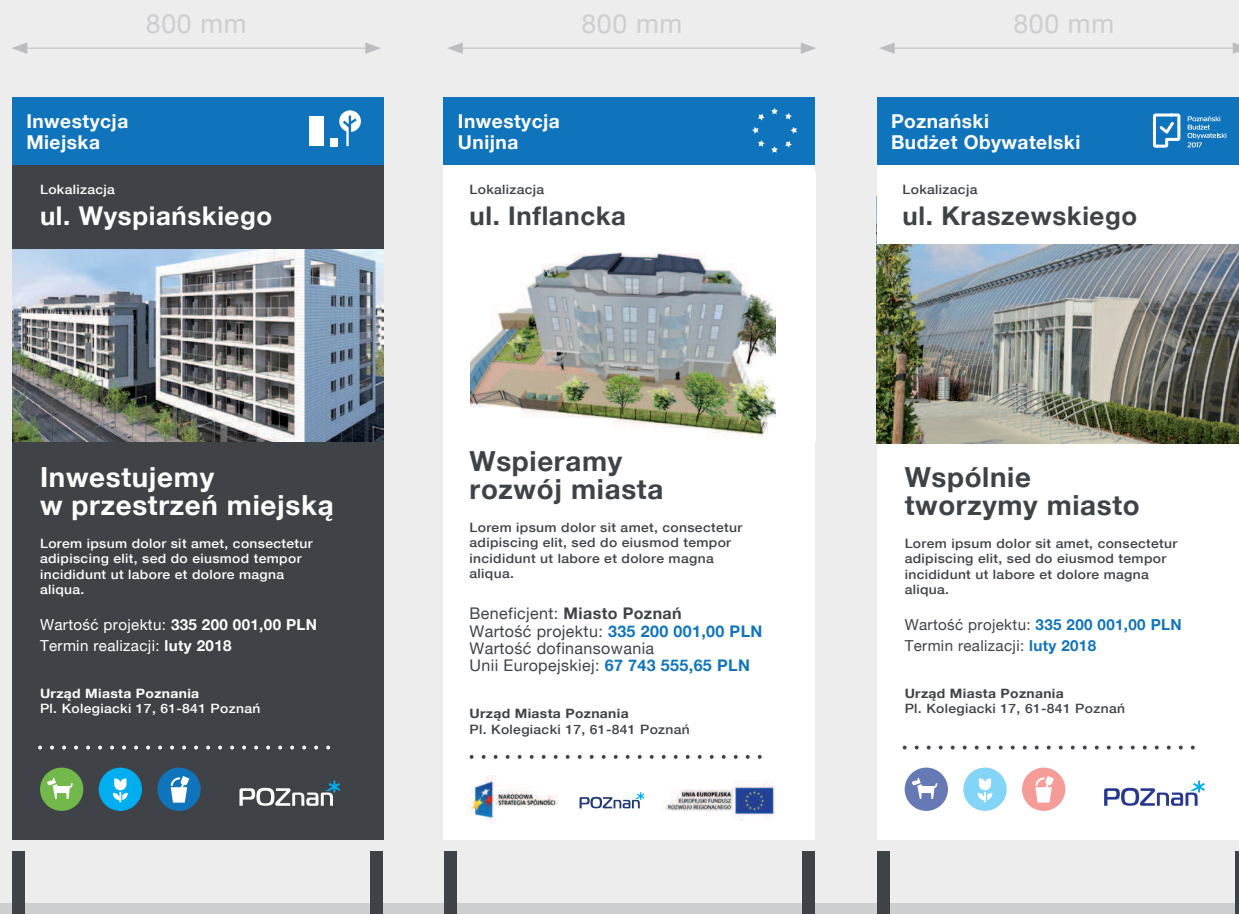 800 mm
Inwestycja
Miejska
Lokalizacja
ul. Wyspiańskiego
Inwestujemy
w przestrzeń miejską
Lorem ipsum dolor sit amet, consectetur
adipiscing elit, sed do eiusmod tempor
incididunt ut labore et dolore magna
aliqua.
Wartość projektu: 335 200 001,00 PLN
Termin realizacji: luty 2018
Urząd Miasta Poznania
Pl. Kolegiacki 17, 61-841 Poznań
POZnan*
800 mm
Inwestycja
Unijna
Lokalizacja
ul. Inflancka
Wspieramy
rozwój miasta
Lorem ipsum dolor sit amet, consectetur
adipiscing elit, sed do eiusmod tempor
incididunt ut labore et dolore magna
aliqua.
Beneficjent: Miasto Poznań
Wartość projektu: 335 200 001,00 PLN
Wartość dofinansowania
Unii Europejskiej: 67 743 555,65 PLN
Urząd Miasta Poznania
Pl. Kolegiacki 17, 61-841 Poznań
NARODOWA
STRATEGIA SPÓJNOŚCI
POZnan*
UNIA EUROPEJSKA
EUROPEJSKI FUNDUSZ
ROZWOJU REGIONALNEGO
800 mm
Poznański
Budżet Obywatelski
Poznański
Budżet
Obywatelski
2017
Lokalizacja
ul. Kraszewskiego
Wspólnie
tworzymy miasto
Lorem ipsum dolor sit amet, consectetur
adipiscing elit, sed do eiusmod tempor
incididunt ut labore et dolore magna
aliqua.
Wartość projektu: 335 200 001,00 PLN
Termin realizacji: luty 2018
Urząd Miasta Poznania
Pl. Kolegiacki 17, 61-841 Poznań
POZnan*